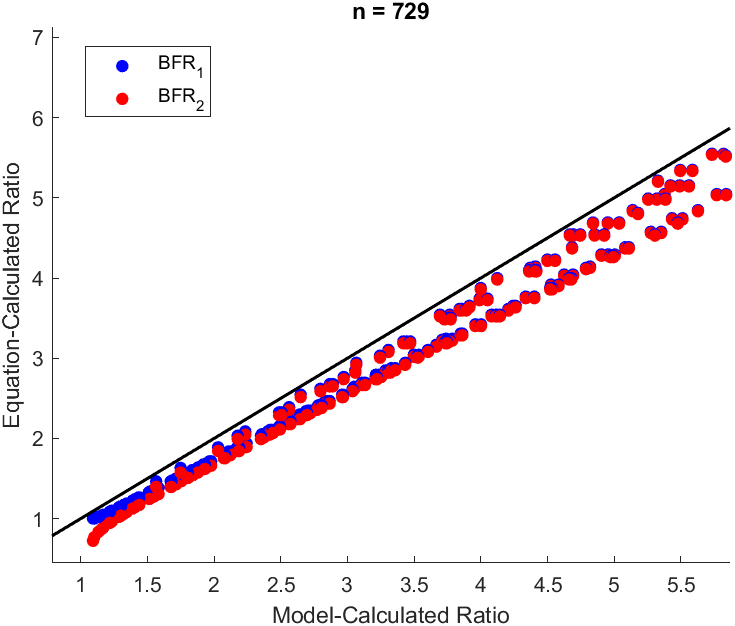 n = 729
7
6
5
4
3
2
1
Equation-Calculated Ratio
BFR1
BFR2
1 1.5 2 2.5 3 3.5 4 4.5 5 5.5
Model-Calculated Ratio